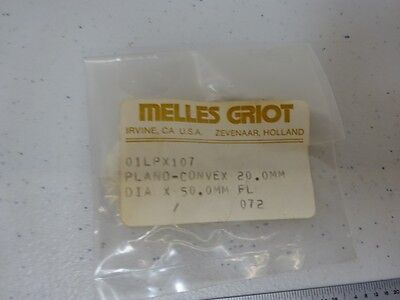 MELLES GRIOT
IRVINE, CA U.S.A. ZEVENAAR, HOLLAND
01LPX107
PLANO-CONVEX 20.0MM
DIA X 50.0MM FL
072